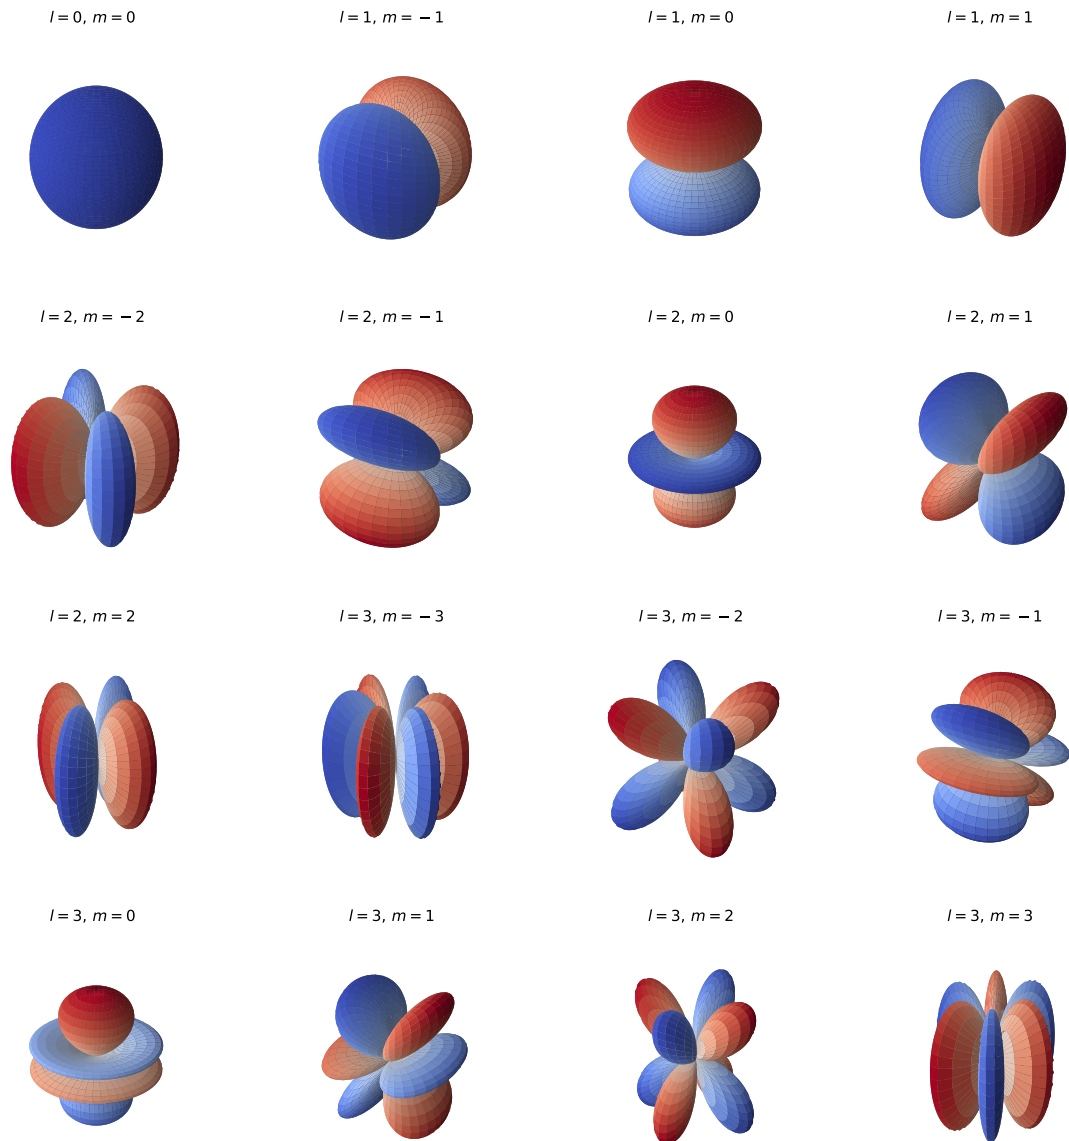 l = 0, m = 0
l = 1, m = − 1
l = 1, m = 0
l = 1, m = 1
l = 2, m = − 2
l = 2, m = − 1
l = 2, m = 0
l = 2, m = 1
l = 2, m = 2
l = 3, m = − 3
l = 3, m = − 2
l = 3, m = − 1
l = 3, m = 0
l = 3, m = 1
l = 3, m = 2
l = 3, m = 3